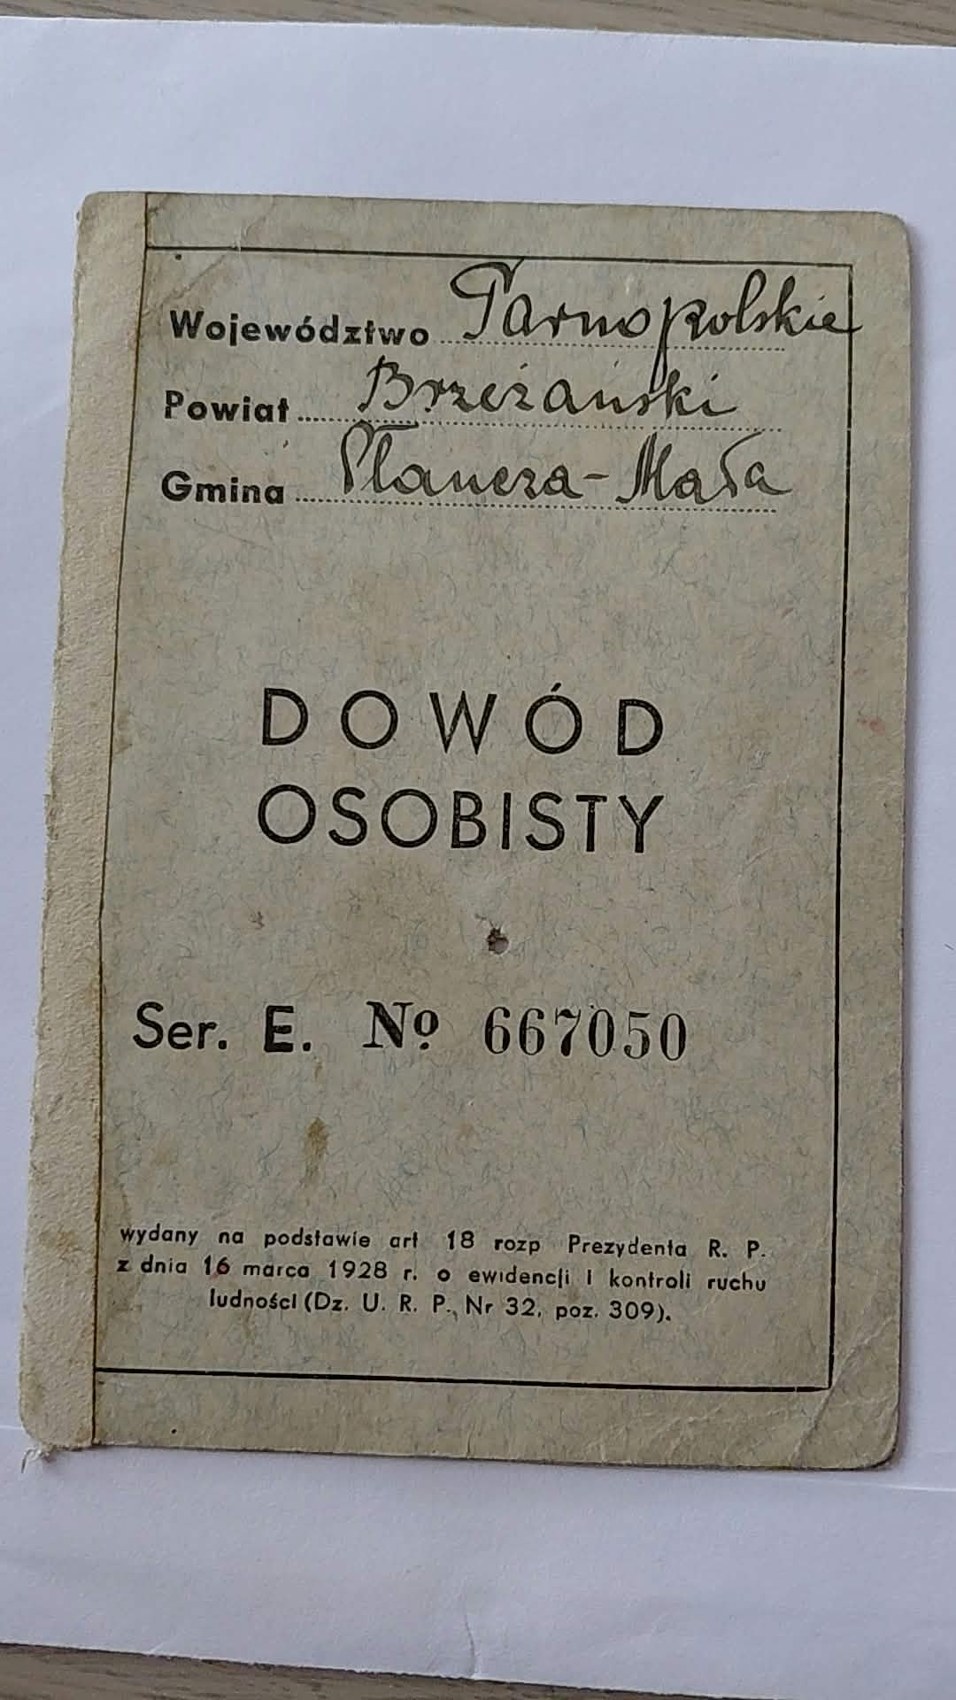 Województwo Tarnopolskie
Powiat Brzeżański
Gmina Płaucza-Mała
DOWÓD
OSOBISTY
Ser. E. No 667050
wydany na podstawie art 18 rozp Prezydenta R. P.
z dnia 16 marca 1928 r. o ewidencji i kontroli ruchu
ludności (Dz. U. R. P., Nr 32, poz. 309).